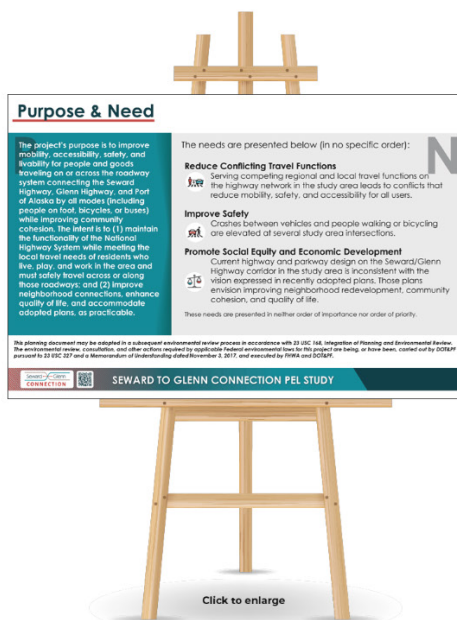 Purpose & Need
P
The project's purpose is to improve
mobility, accessibility, safety, and
livability for people and goods
traveling on or across the roadway
system connecting the Seward
Highway, Glenn Highway, and Port
of Alaska by all modes (including
people on foot, bicycles, or buses)
while improving community
cohesion. The intent is to (1) maintain
the functionality of the National
Highway System while meeting the
local travel needs of residents who
live, play, and work in the area and
must safely travel across or along
those roadways; and (2) improve
neighborhood connections, enhance
quality of life, and accommodate
adopted plans, as practicable.
N
The needs are presented below (in no specific order):
Reduce Conflicting Travel Functions
Serving competing regional and local travel functions on
the highway network in the study area leads to conflicts that
reduce mobility, safety, and accessibility for all users.
Improve Safety
Crashes between vehicles and people walking or bicycling
are elevated at several study area intersections.
Promote Social Equity and Economic Development
Current highway and parkway design on the Seward/Glenn
Highway corridor in the study area is inconsistent with the
vision expressed in recently adopted plans. Those plans
envision improving neighborhood redevelopment, community
cohesion, and quality of life.
These needs are presented in neither order of importance nor order of priority.
This planning document may be adopted in a subsequent environmental review process in accordance with 23 USC 168, Integration of Planning and Environmental Review.
The environmental review, consultation, and other actions required by applicable Federal environmental laws for this project are being, or have been, carried out by DOT&PF
pursuant to 23 USC 327 and a Memorandum of Understanding dated November 3, 2017, and executed by FHWA and DOT&PF.
Seward Glenn
CONNECTION
SEWARD TO GLENN CONNECTION PEL STUDY
Click to enlarge